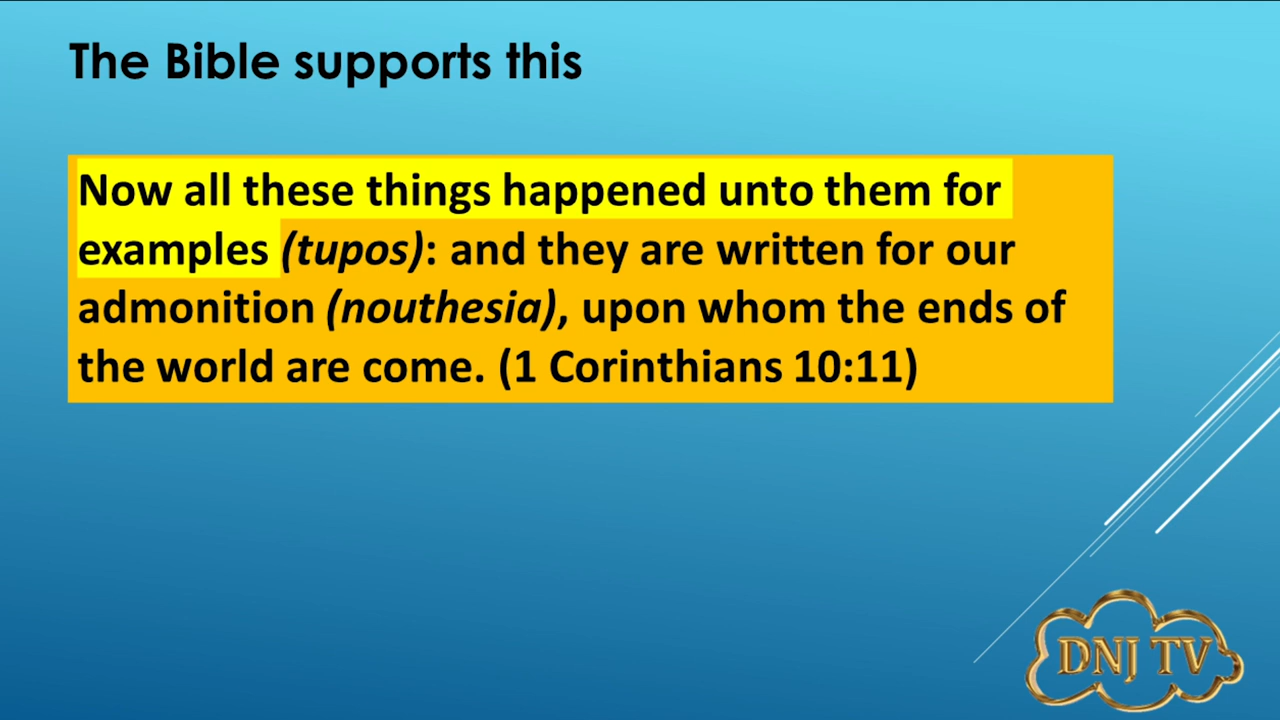 The Bible supports this
Now all these things happened unto them for
examples (tupos): and they are written for our
admonition (nouthesia), upon whom the ends of
the world are come. (1 Corinthians 10:11)
DNJ TV